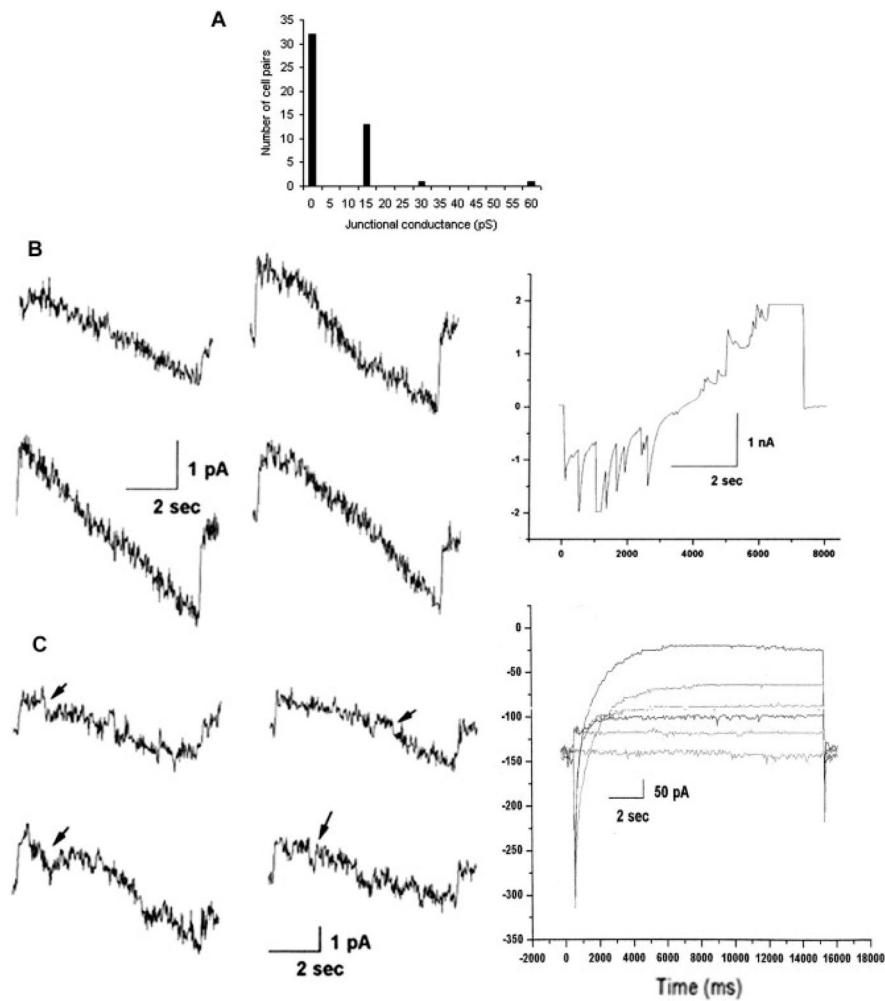 A
Number of cell pairs
35
30
25
20
15
10
5
0
0 5 10 15 20 25 30 35 40 45 50 55 60
Junctional conductance (pS)
B
1 pA
2 sec
2
1
0
-1
-2
1 nA
2 sec
0 2000 4000 6000 8000
C
1 pA
2 sec
0
-50
-100
-150
-200
-250
-300
-350
50 pA
2 sec
-2000 0 2000 4000 6000 8000 10000 12000 14000 16000 18000
Time (ms)